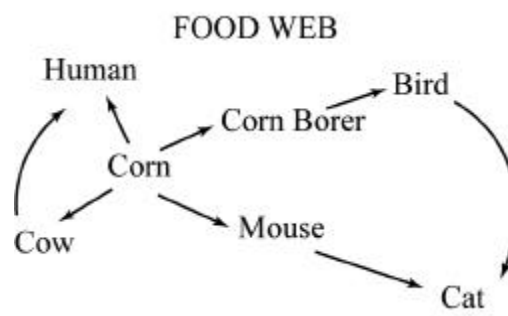 FOOD WEB
Human
Bird
Corn Borer
Corn
Mouse
Cow
Cat